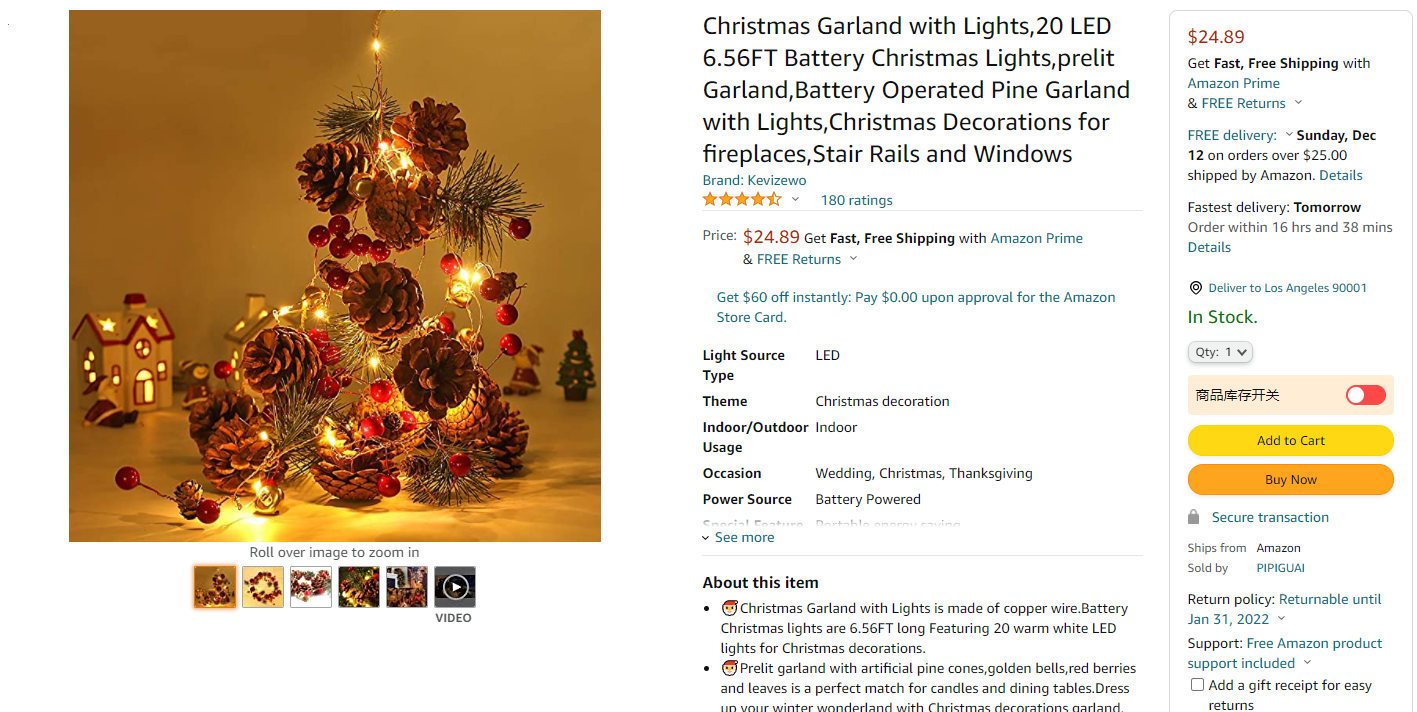 Christmas Garland with Lights,20 LED
6.56FT Battery Christmas Lights,prelit
Garland,Battery Operated Pine Garland
with Lights,Christmas Decorations for
fireplaces,Stair Rails and Windows
Brand: Kevizewo
180 ratings
Price: $24.89 Get Fast, Free Shipping with Amazon Prime
& FREE Returns
Get $60 off instantly: Pay $0.00 upon approval for the Amazon
Store Card.
Light Source LED
Type
Theme Christmas decoration
Indoor/Outdoor Indoor
Usage
Occasion Wedding, Christmas, Thanksgiving
Power Source Battery Powered
Special Feature Portable energy saving
See more
About this item
Christmas Garland with Lights is made of copper wire.Battery
Christmas lights are 6.56FT long Featuring 20 warm white LED
lights for Christmas decorations.
Prelit garland with artificial pine cones,golden bells,red berries
and leaves is a perfect match for candles and dining tables.Dress
up your winter wonderland with Christmas decorations garland.
Roll over image to zoom in
VIDEO
$24.89
Get Fast, Free Shipping with
Amazon Prime
& FREE Returns
FREE delivery: Sunday, Dec
12 on orders over $25.00
shipped by Amazon. Details
Fastest delivery: Tomorrow
Order within 16 hrs and 38 mins
Details
Deliver to Los Angeles 90001
In Stock.
Qty: 1
商品库存开关
Add to Cart
Buy Now
Secure transaction
Ships from Amazon
Sold by PIPIGUAI
Return policy: Returnable until
Jan 31, 2022
Support: Free Amazon product
support included
Add a gift receipt for easy
returns